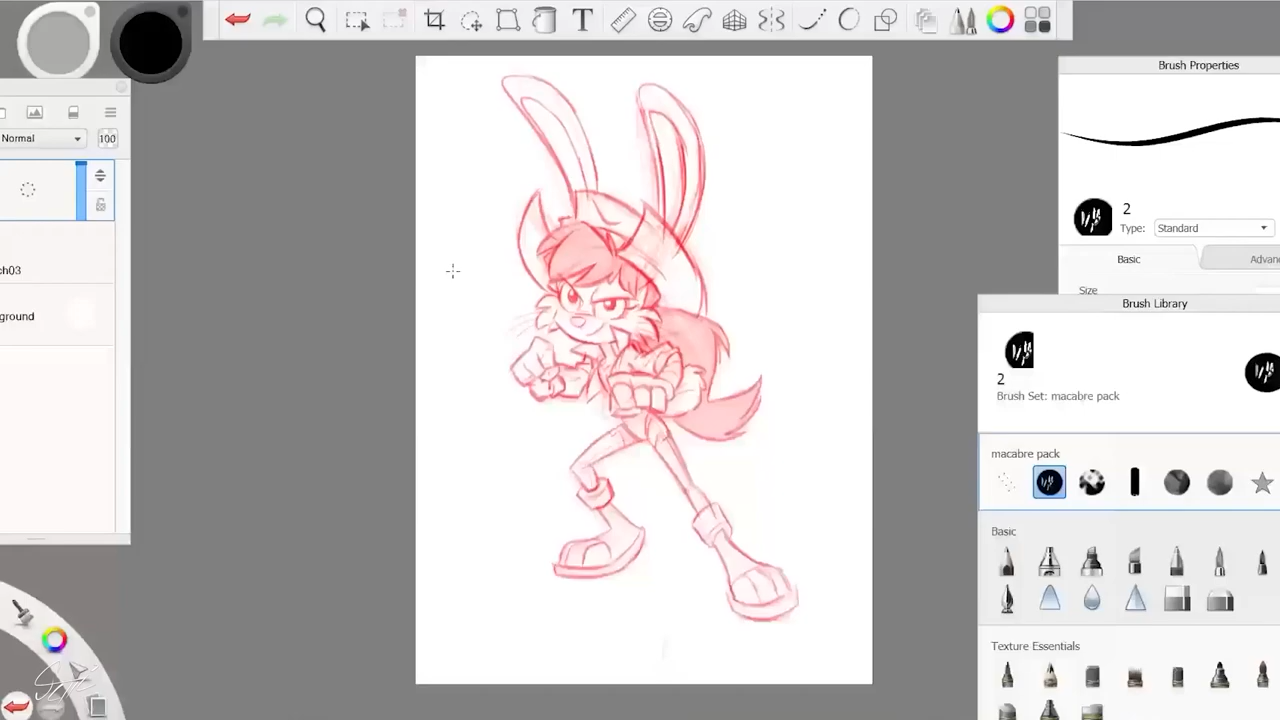 T
Brush Properties
Normal
100
2
Type: Standard
Basic
Advan
ch03
Size
Brush Library
ground
2
Brush Set: macabre pack
macabre pack
Basic
Texture Essentials